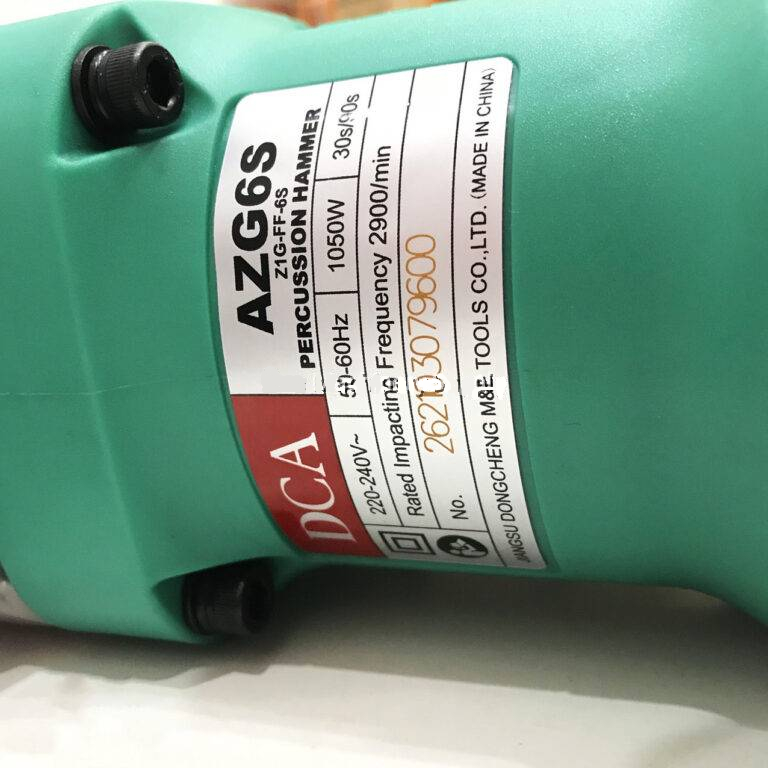 DCA
AZG6S
Z1G-FF-6S
PERCUSSION HAMMER
220-240V~ 50-60Hz 1050W 30s/90s
Rated Impacting Frequency 2900/min
No. 262103079600
JIANGSU DONGCHENG M&E TOOLS CO.,LTD. (MADE IN CHINA)